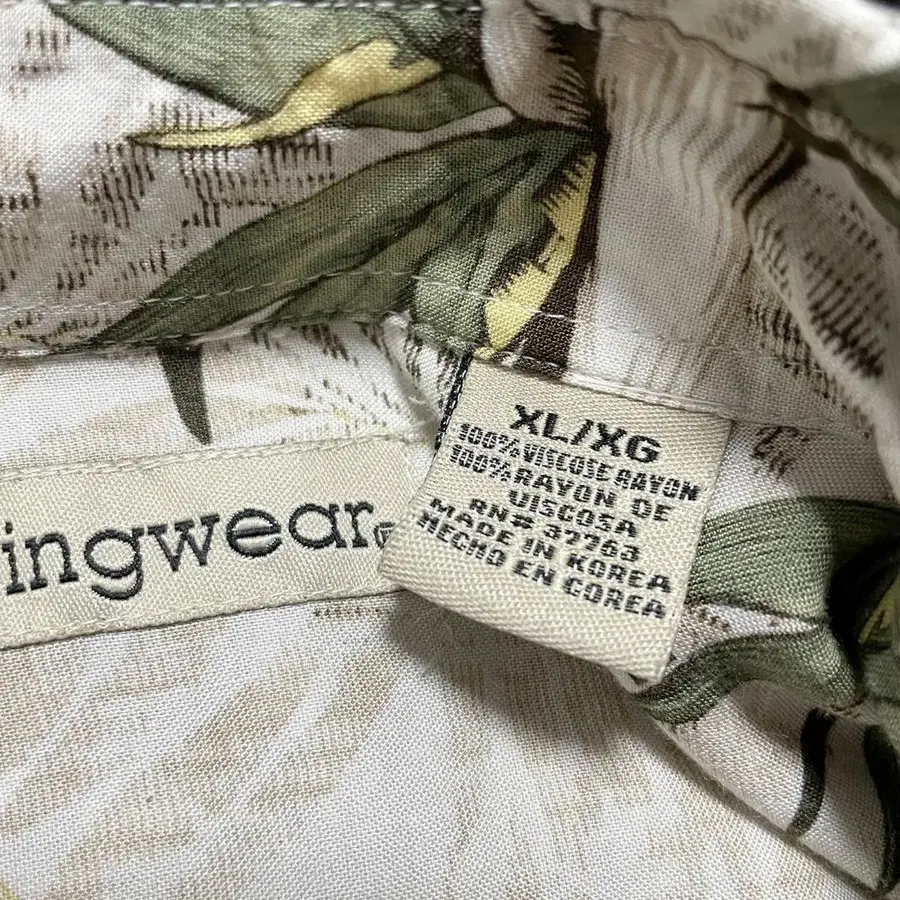 ingwear®
XL/XG
100% VISCOSE RAYON
100% RAYON DE
VISCOSA
RN# 37763
MADE IN KOREA
HECHO EN COREA